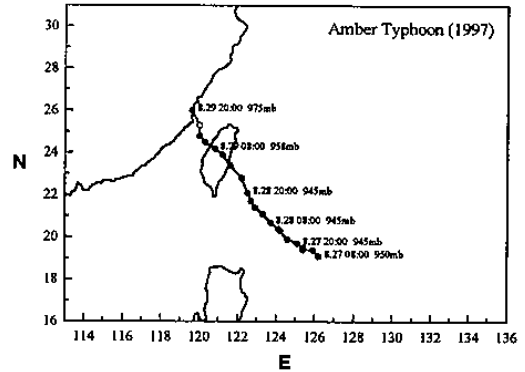 Amber Typhoon (1997)
30
28
26
24
22
20
18
16
N
8.29 20:00 975mb
8.29 08:00 958mb
8.28 20:00 945mb
8.28 08:00 945mb
8.27 20:00 945mb
8.27 08:00 950mb
114 116 118 120 122 124 126 128 130 132 134 136
E